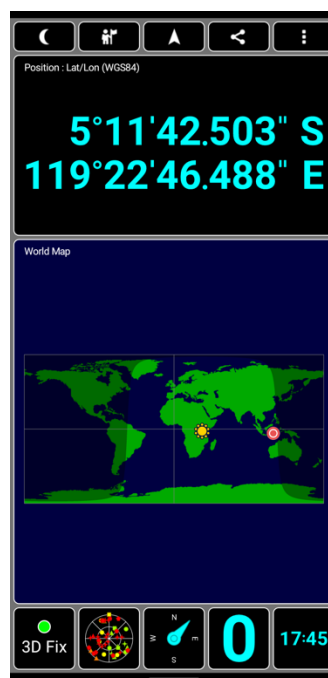 Position : Lat/Lon (WGS84)
5°11'42.503" S
119°22'46.488" E
World Map
3D Fix
N
W
E
S
0
17:45